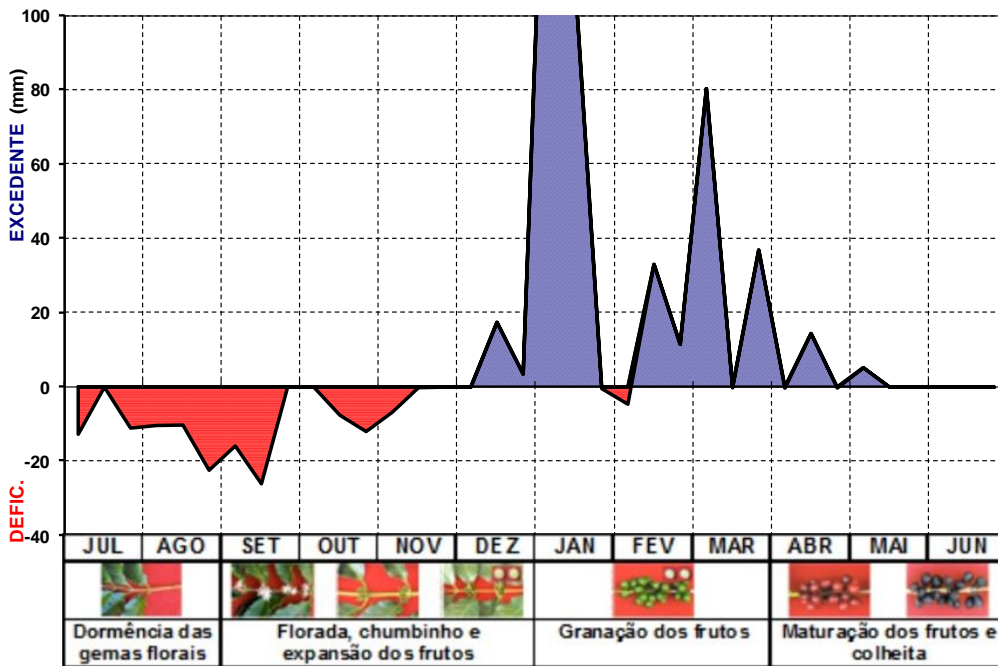 EXCEDENTE (mm)
DEFIC.
100
80
60
40
20
0
-20
-40
JUL AGO SET OUT NOV DEZ JAN FEV MAR ABR MAI JUN
Dormência das
gemas florais
Florada, chumbinho e
expansão dos frutos
Granação dos frutos
Maturação dos frutos e
colheita